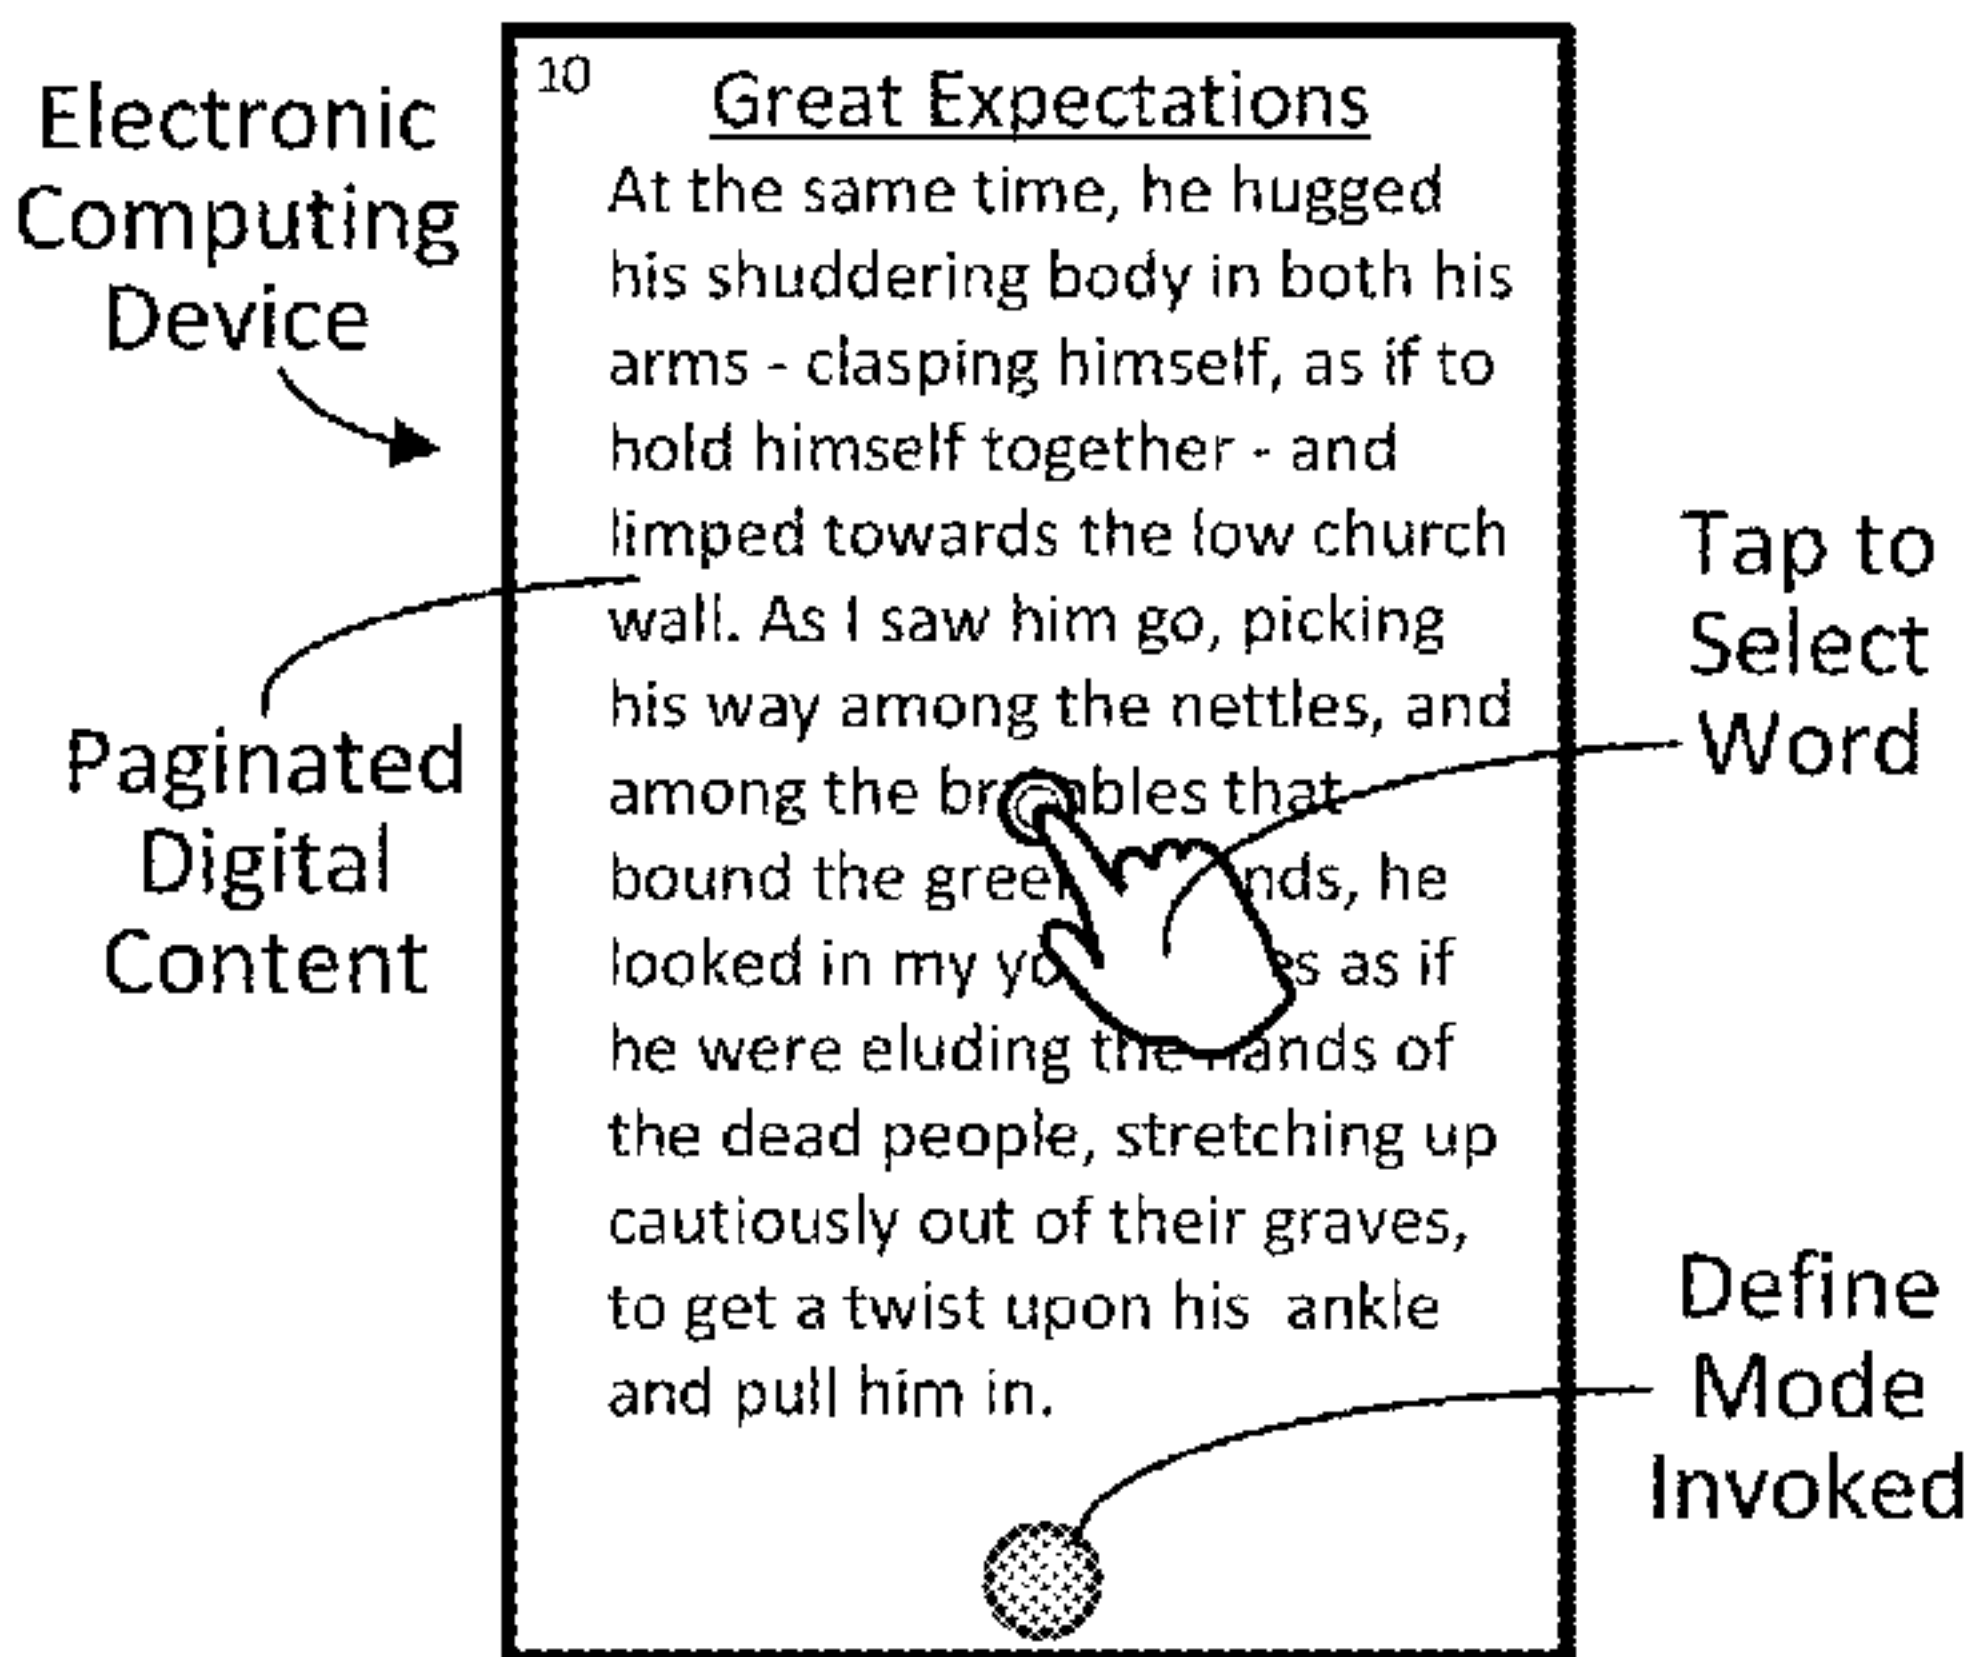 Electronic
Computing
Device
Paginated
Digital
Content
10
Great Expectations
At the same time, he hugged
his shuddering body in both his
arms - clasping himself, as if to
hold himself together - and
limped towards the low church
wall. As I saw him go, picking
his way among the nettles, and
among the brambles that
bound the green nds, he
looked in my yo es as if
he were eluding the hands of
the dead people, stretching up
cautiously out of their graves,
to get a twist upon his ankle
and pull him in.
Tap to
Select
Word
Define
Mode
Invoked